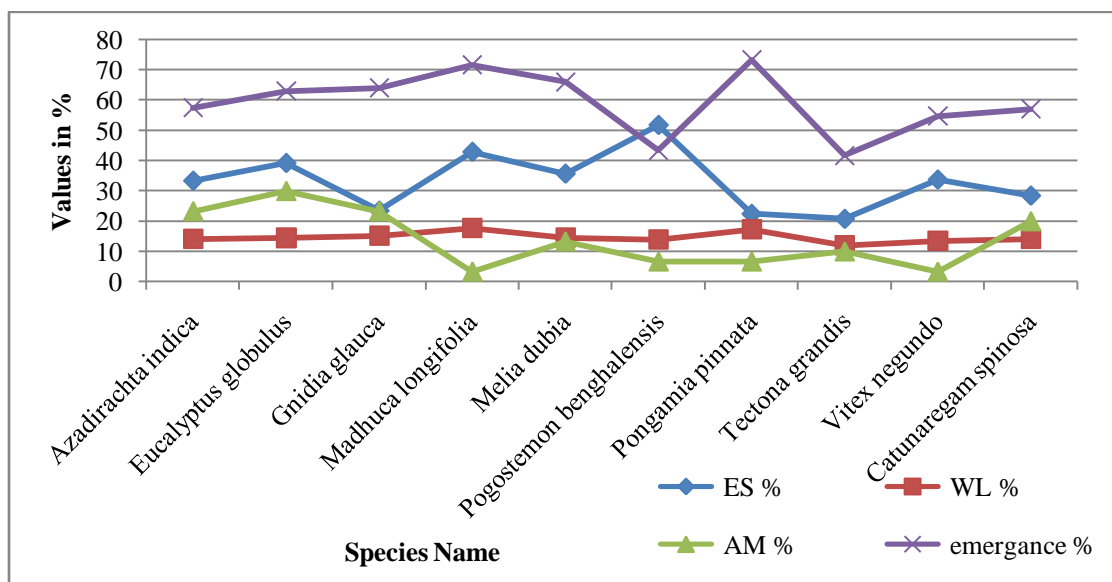 80
70
60
50
40
30
20
10
0
Values in %
Azadirachta indica
Eucalyptus globulus
Gnidia glauca
Madhuca longifolia
Melia dubia
Pogostemon benghalensis
Pongamia pinnata
Tectona grandis
Vitex negundo
Catunaregam spinosa
Species Name
ES %
WL %
AM %
emergance %